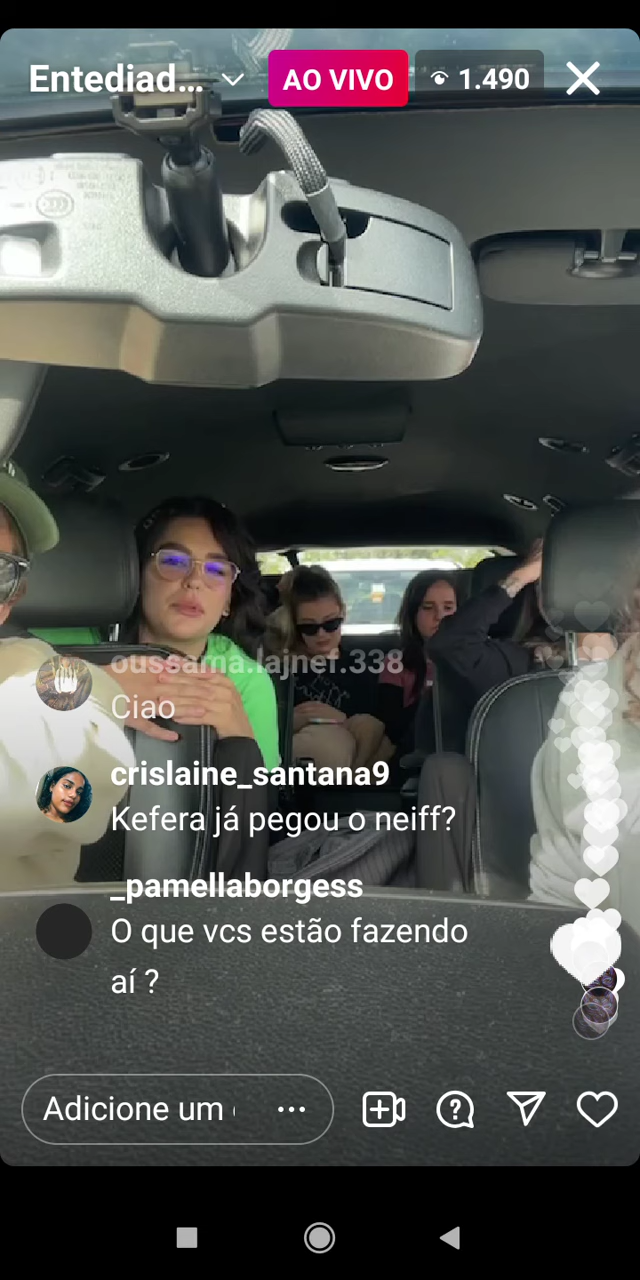 Entediad...
AO VIVO
1.490
oussama.lajnef.338
Ciao
crislaine_santana9
Kefera já pegou o neiff?
_pamellaborgess
O que vcs estão fazendo
aí ?
Adicione um